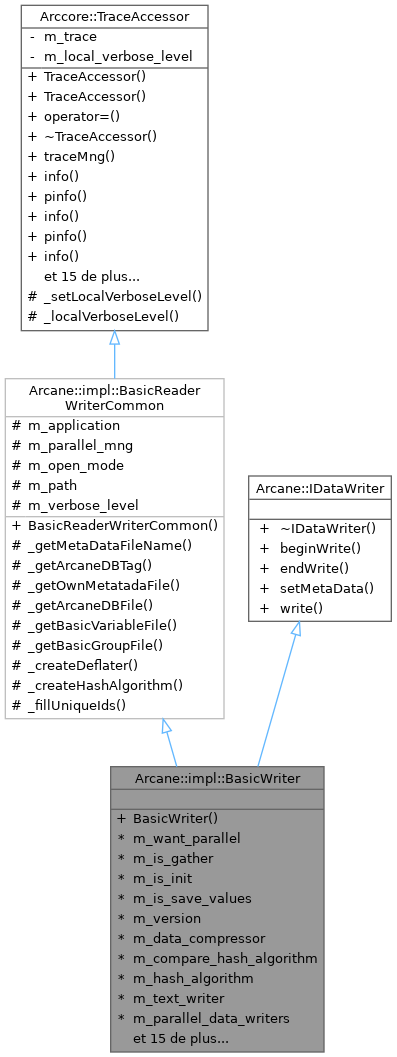 Arccore::TraceAccessor
- m_trace
- m_local_verbose_level
+ TraceAccessor()
+ TraceAccessor()
+ operator=()
+ ~TraceAccessor()
+ traceMng()
+ info()
+ pinfo()
+ info()
+ pinfo()
+ info()
et 15 de plus...
# _setLocalVerboseLevel()
# _localVerboseLevel()
Arcane::impl::BasicReader
WriterCommon
# m_application
# m_parallel_mng
# m_open_mode
# m_path
# m_verbose_level
+ BasicReaderWriterCommon()
# _getMetaDataFileName()
# _getArcaneDBTag()
# _getOwnMetatadaFile()
# _getArcaneDBFile()
# _getBasicVariableFile()
# _getBasicGroupFile()
# _createDeflater()
# _createHashAlgorithm()
# _fillUniqueIds()
Arcane::IDataWriter
+ ~IDataWriter()
+ beginWrite()
+ endWrite()
+ setMetaData()
+ write()
Arcane::impl::BasicWriter
+ BasicWriter()
* m_want_parallel
* m_is_gather
* m_is_init
* m_is_save_values
* m_version
* m_data_compressor
* m_compare_hash_algorithm
* m_hash_algorithm
* m_text_writer
* m_parallel_data_writers
et 15 de plus...